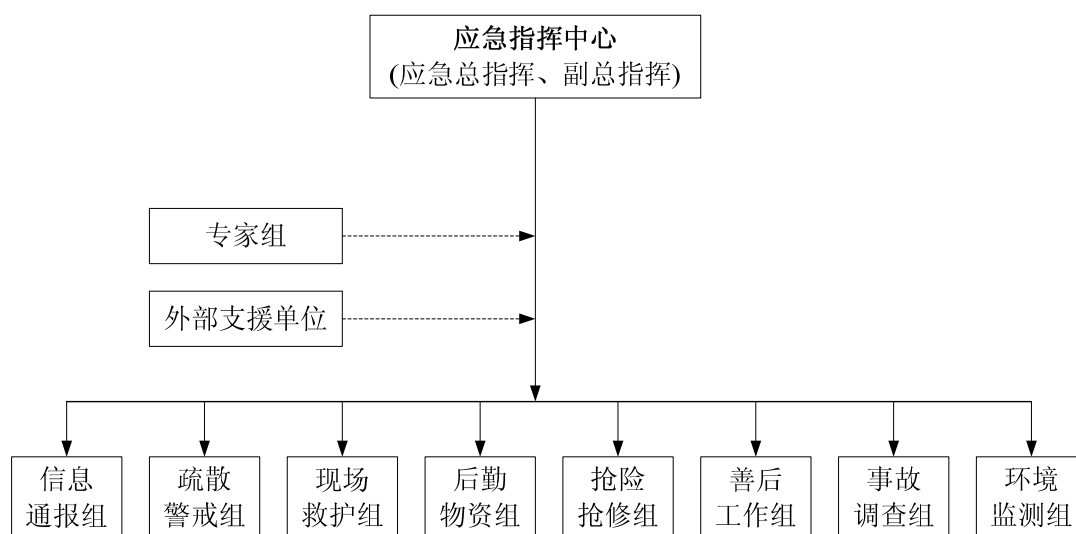 应急指挥中心
(应急总指挥、副总指挥)
专家组
外部支援单位
信息
通报组
疏散
警戒组
现场
救护组
后勤
物资组
抢险
抢修组
善后
工作组
事故
调查组
环境
监测组